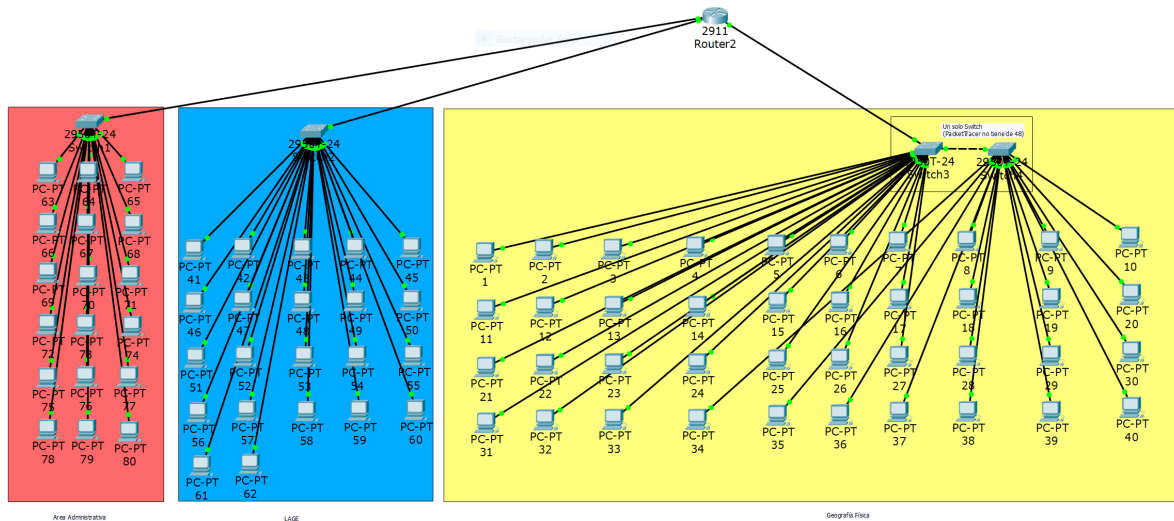 2911
Router2
Un solo Switch
(PacketTracer no tiene de 48)
Switch3
PC-PT
63
PC-PT
64
PC-PT
65
PC-PT
66
PC-PT
67
PC-PT
68
PC-PT
69
PC-PT
70
PC-PT
71
PC-PT
72
PC-PT
73
PC-PT
74
PC-PT
75
PC-PT
76
PC-PT
77
PC-PT
78
PC-PT
79
PC-PT
80
PC-PT
41
PC-PT
42
PC-PT
43
PC-PT
44
PC-PT
45
PC-PT
46
PC-PT
47
PC-PT
48
PC-PT
49
PC-PT
50
PC-PT
51
PC-PT
52
PC-PT
53
PC-PT
54
PC-PT
55
PC-PT
56
PC-PT
57
PC-PT
58
PC-PT
59
PC-PT
60
PC-PT
61
PC-PT
62
PC-PT
1
PC-PT
2
PC-PT
3
PC-PT
4
PC-PT
5
PC-PT
6
PC-PT
7
PC-PT
8
PC-PT
9
PC-PT
10
PC-PT
11
PC-PT
12
PC-PT
13
PC-PT
14
PC-PT
15
PC-PT
16
PC-PT
17
PC-PT
18
PC-PT
19
PC-PT
20
PC-PT
21
PC-PT
22
PC-PT
23
PC-PT
24
PC-PT
25
PC-PT
26
PC-PT
27
PC-PT
28
PC-PT
29
PC-PT
30
PC-PT
31
PC-PT
32
PC-PT
33
PC-PT
34
PC-PT
35
PC-PT
36
PC-PT
37
PC-PT
38
PC-PT
39
PC-PT
40
Area Administrativa
LAGE
Geografía Física